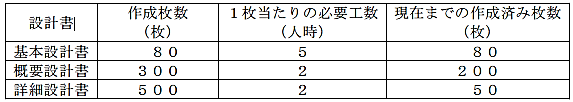 設計書 作成枚数 １枚当たりの必要工数 現在までの作成済み枚数
（枚） （人時） （枚）
基本設計書 ８０ ５ ８０
概要設計書 ３００ ２ ２００
詳細設計書 ５００ ２ ５０